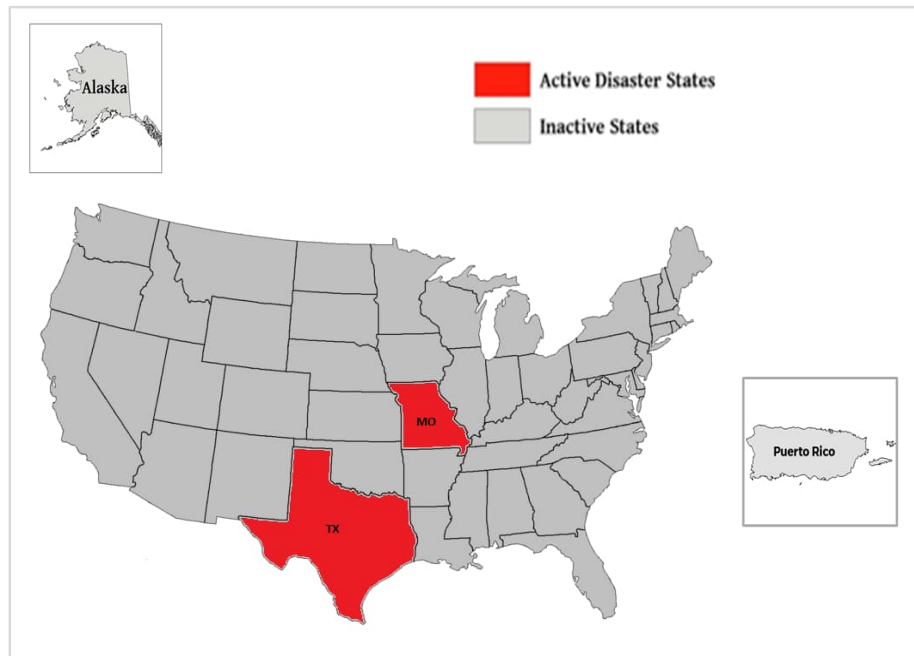 Alaska
Active Disaster States
Inactive States
MO
Puerto Rico
TX